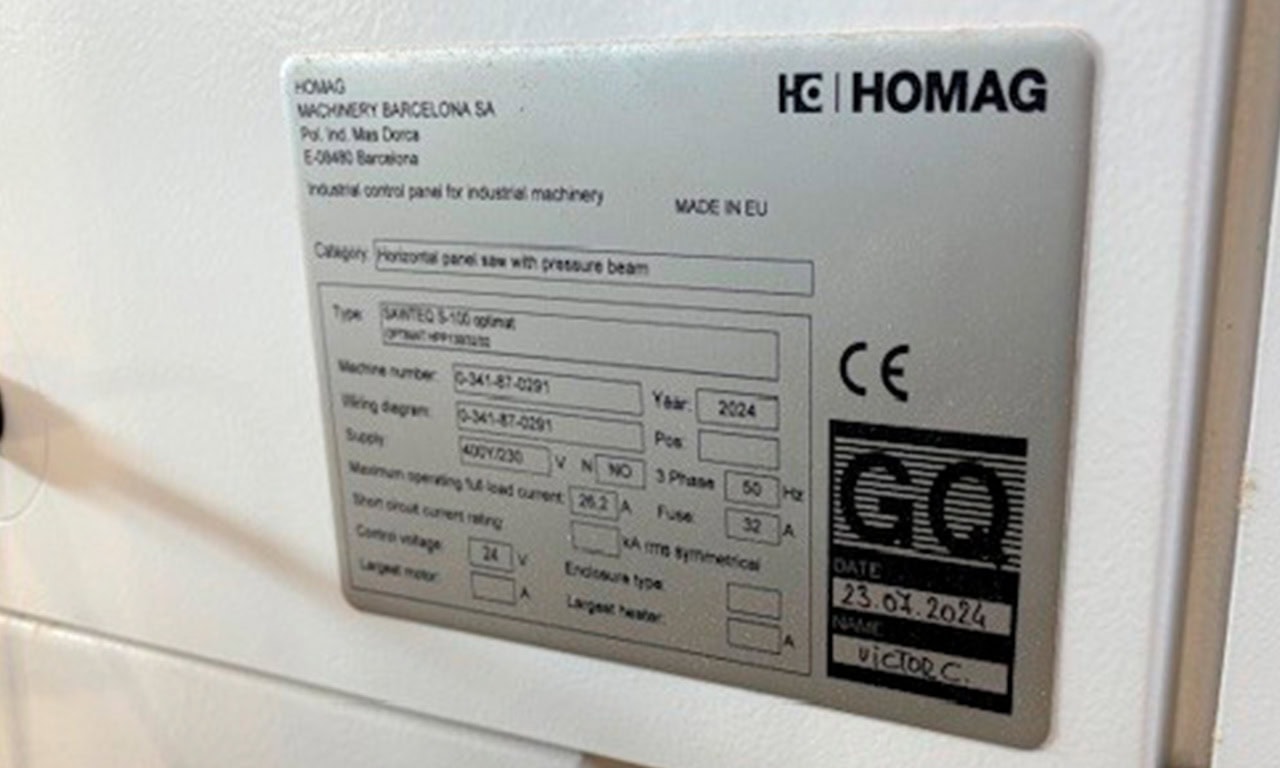 HOMAG
MACHINERY BARCELONA SA
Pol. Ind. Mas Dorca
E-08480 Barcelona
HOMAG
Industrial control panel for industrial machinery
MADE IN EU
Category: Horizontal panel saw with pressure beam
Type: SAWTEQ S-100 optimat
Machine number: 0-341-87-0291 Year: 2024
Wiring diagram: 0-341-87-0291 Pos:
Supply: 400Y/230 V N NO 3 Phase 50 Hz
Maximum operating full-load current: 26,2 A Fuse: 32 A
Short circuit current rating: kA rms symmetrical
Control voltage: 24 V Enclosure type:
Largest motor: A Largest heater: A
CE
GQ
DATE
23.07.2024
NAME
VICTOR C.